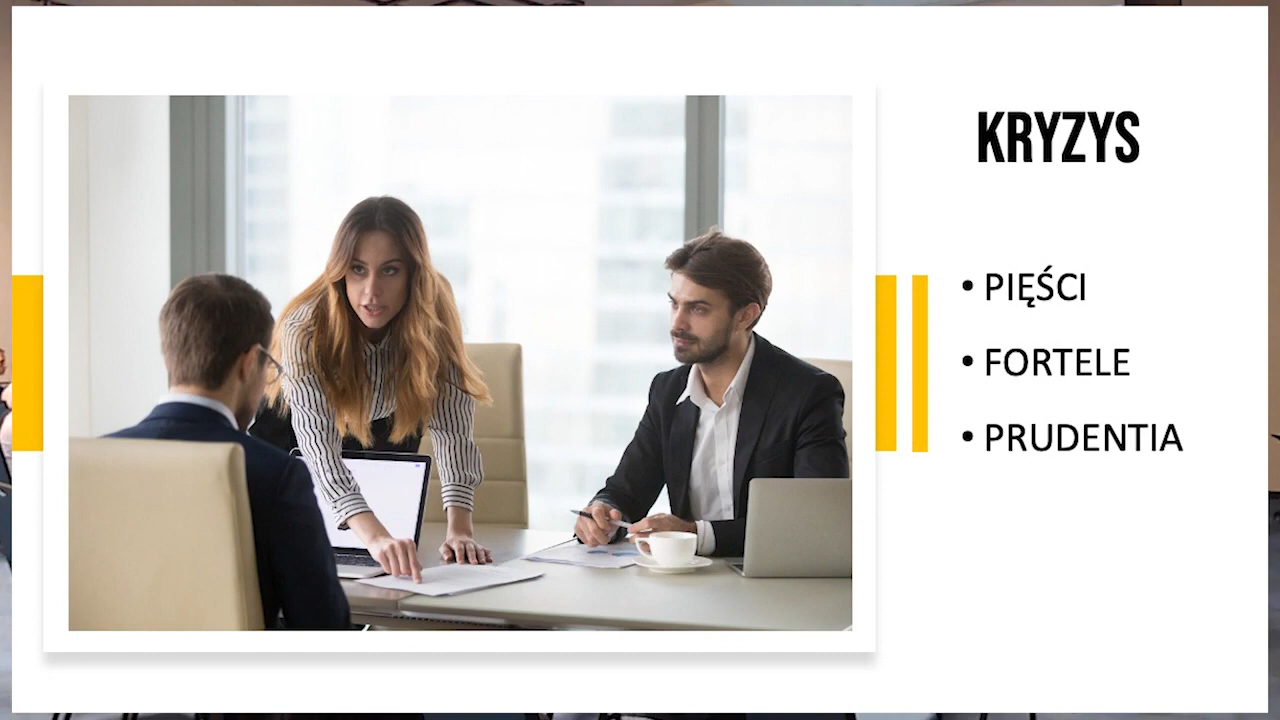 KRYZYS
• PIĘŚCI
• FORTELE
• PRUDENTIA